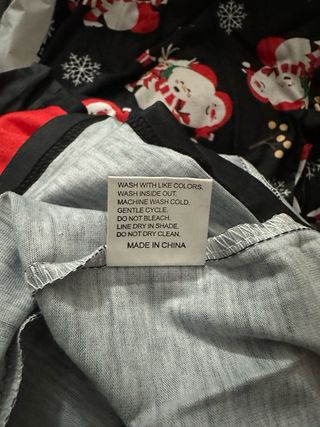 WASH WITH LIKE COLORS.
WASH INSIDE OUT.
MACHINE WASH COLD.
GENTLE CYCLE.
DO NOT BLEACH.
LINE DRY IN SHADE.
DO NOT DRY CLEAN.
MADE IN CHINA